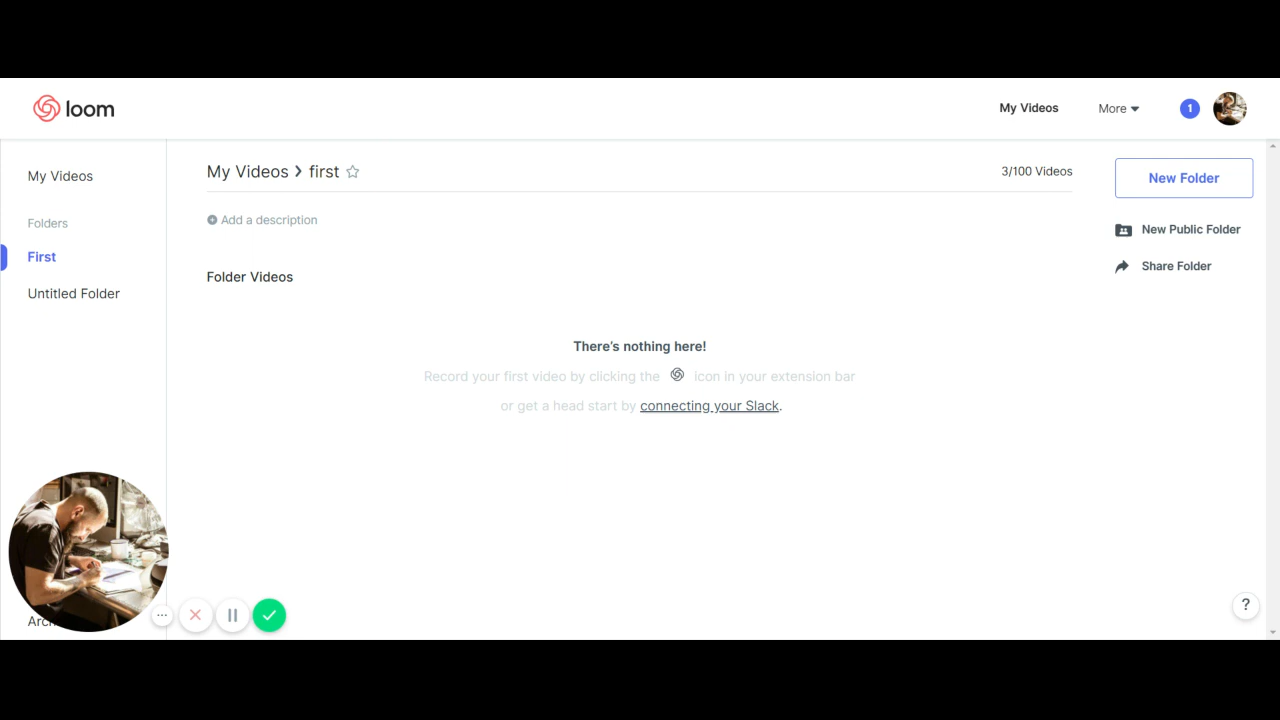 loom
My Videos
More
1
My Videos
Folders
First
Untitled Folder
My Videos > first
3/100 Videos
Add a description
Folder Videos
There's nothing here!
Record your first video by clicking the icon in your extension bar
or get a head start by connecting your Slack.
New Folder
New Public Folder
Share Folder
?